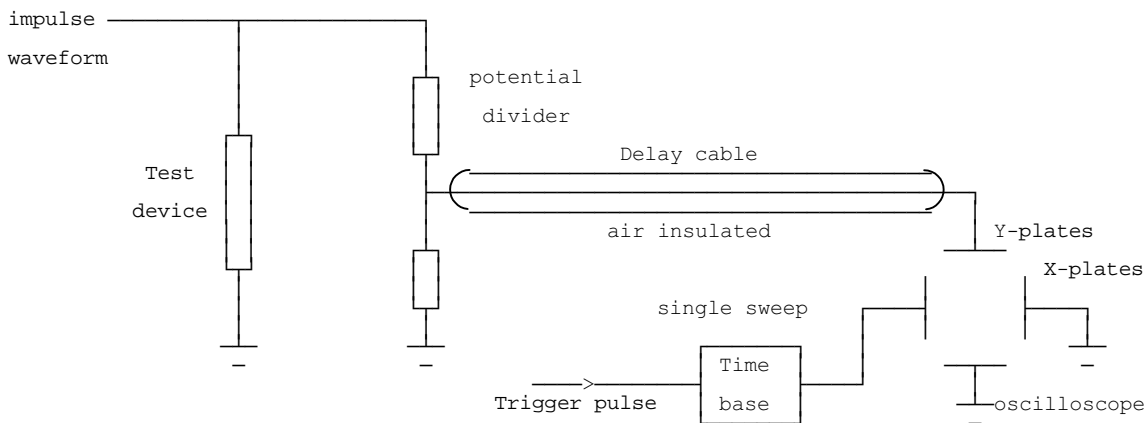 impulse
waveform
potential
divider
Delay cable
Test
device
air insulated
Y-plates
X-plates
single sweep
Time
base
Trigger pulse
oscilloscope